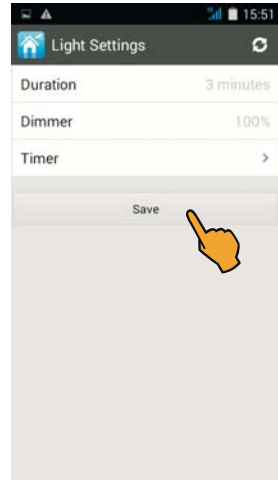 15:51
Light Settings
Duration 3 minutes
Dimmer 100%
Timer >
Save